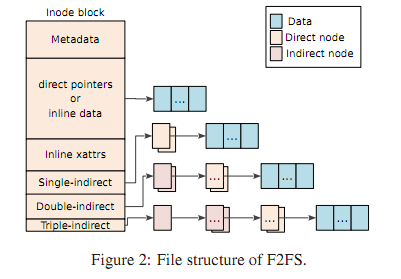 Inode block
Metadata
direct pointers
or
inline data
Inline xattrs
Single-indirect
Double-indirect
Triple-indirect
...
...
...
...
...
...
...
Data
Direct node
Indirect node
Figure 2: File structure of F2FS.